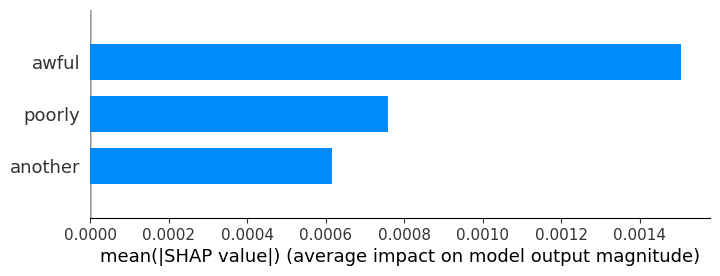 awful
poorly
another
0.0000 0.0002 0.0004 0.0006 0.0008 0.0010 0.0012 0.0014
mean(|SHAP value|) (average impact on model output magnitude)